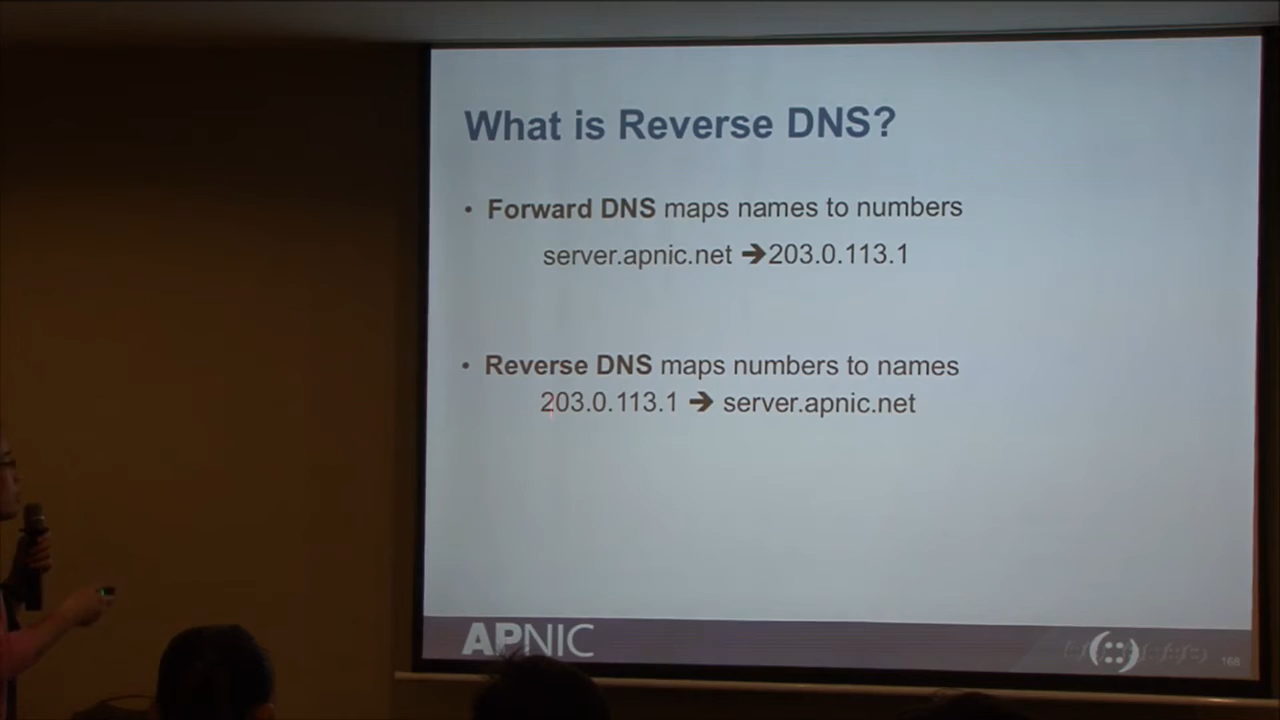 What is Reverse DNS?
• Forward DNS maps names to numbers
server.apnic.net ➔203.0.113.1
• Reverse DNS maps numbers to names
203.0.113.1 ➔ server.apnic.net
APNIC
168